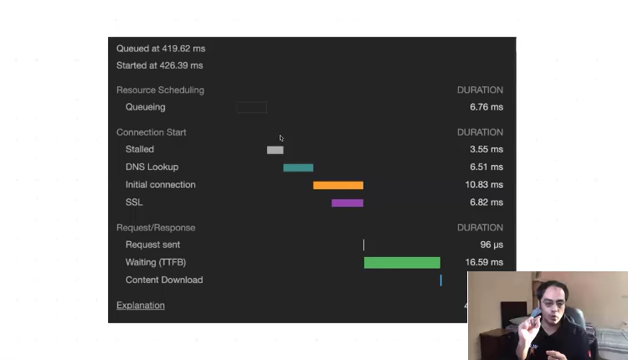 Queued at 419.62 ms
Started at 426.39 ms
Resource Scheduling DURATION
Queueing 6.76 ms
Connection Start DURATION
Stalled 3.55 ms
DNS Lookup 6.51 ms
Initial connection 10.83 ms
SSL 6.82 ms
Request/Response DURATION
Request sent 96 μs
Waiting (TTFB) 16.59 ms
Content Download
Explanation